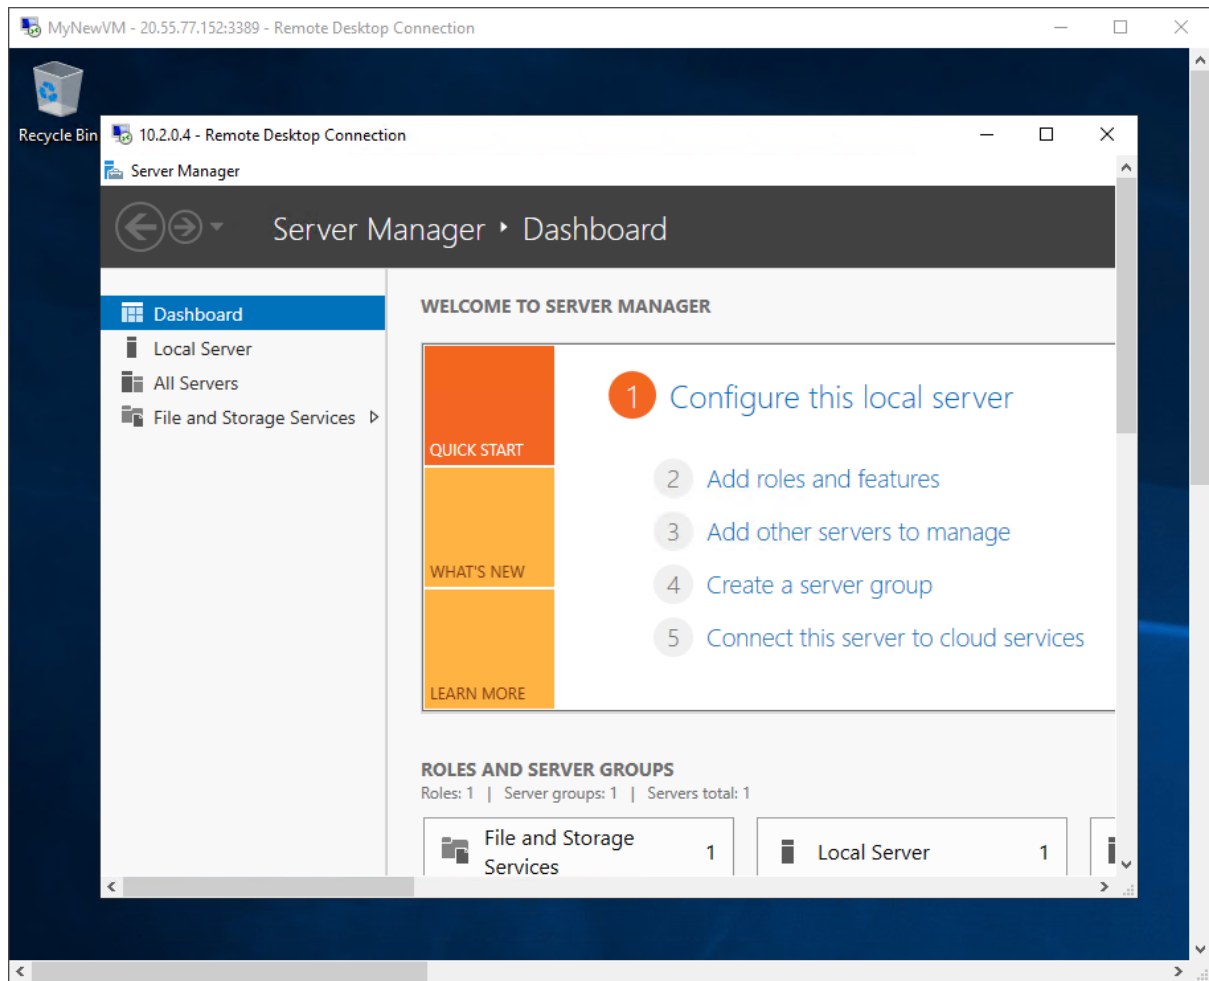 MyNewVM - 20.55.77.152:3389 - Remote Desktop Connection
Recycle Bin
10.2.0.4 - Remote Desktop Connection
Server Manager
Server Manager ‣ Dashboard
Dashboard
Local Server
All Servers
File and Storage Services
WELCOME TO SERVER MANAGER
QUICK START
WHAT'S NEW
LEARN MORE
1 Configure this local server
2 Add roles and features
3 Add other servers to manage
4 Create a server group
5 Connect this server to cloud services
ROLES AND SERVER GROUPS
Roles: 1 | Server groups: 1 | Servers total: 1
File and Storage
Services 1
Local Server 1